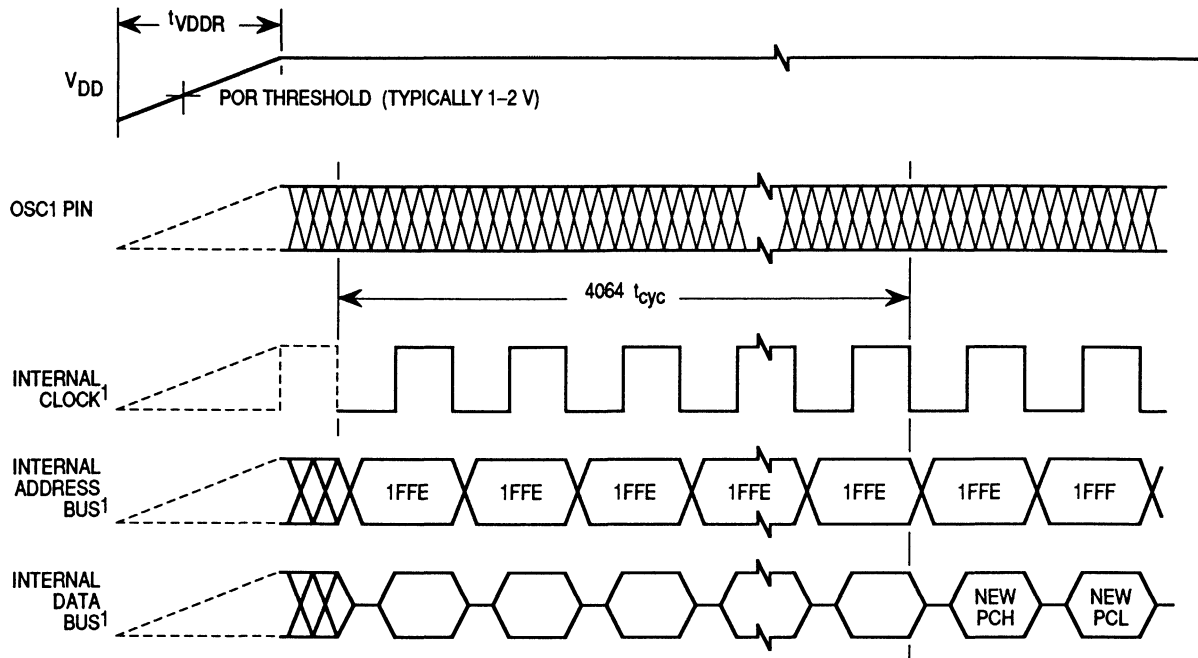 tVDDR
VDD
POR THRESHOLD (TYPICALLY 1–2 V)
OSC1 PIN
4064 tcyc
INTERNAL
CLOCK1
INTERNAL
ADDRESS
BUS1
1FFE 1FFE 1FFE 1FFE 1FFE 1FFE 1FFF
INTERNAL
DATA
BUS1
NEW
PCH
NEW
PCL